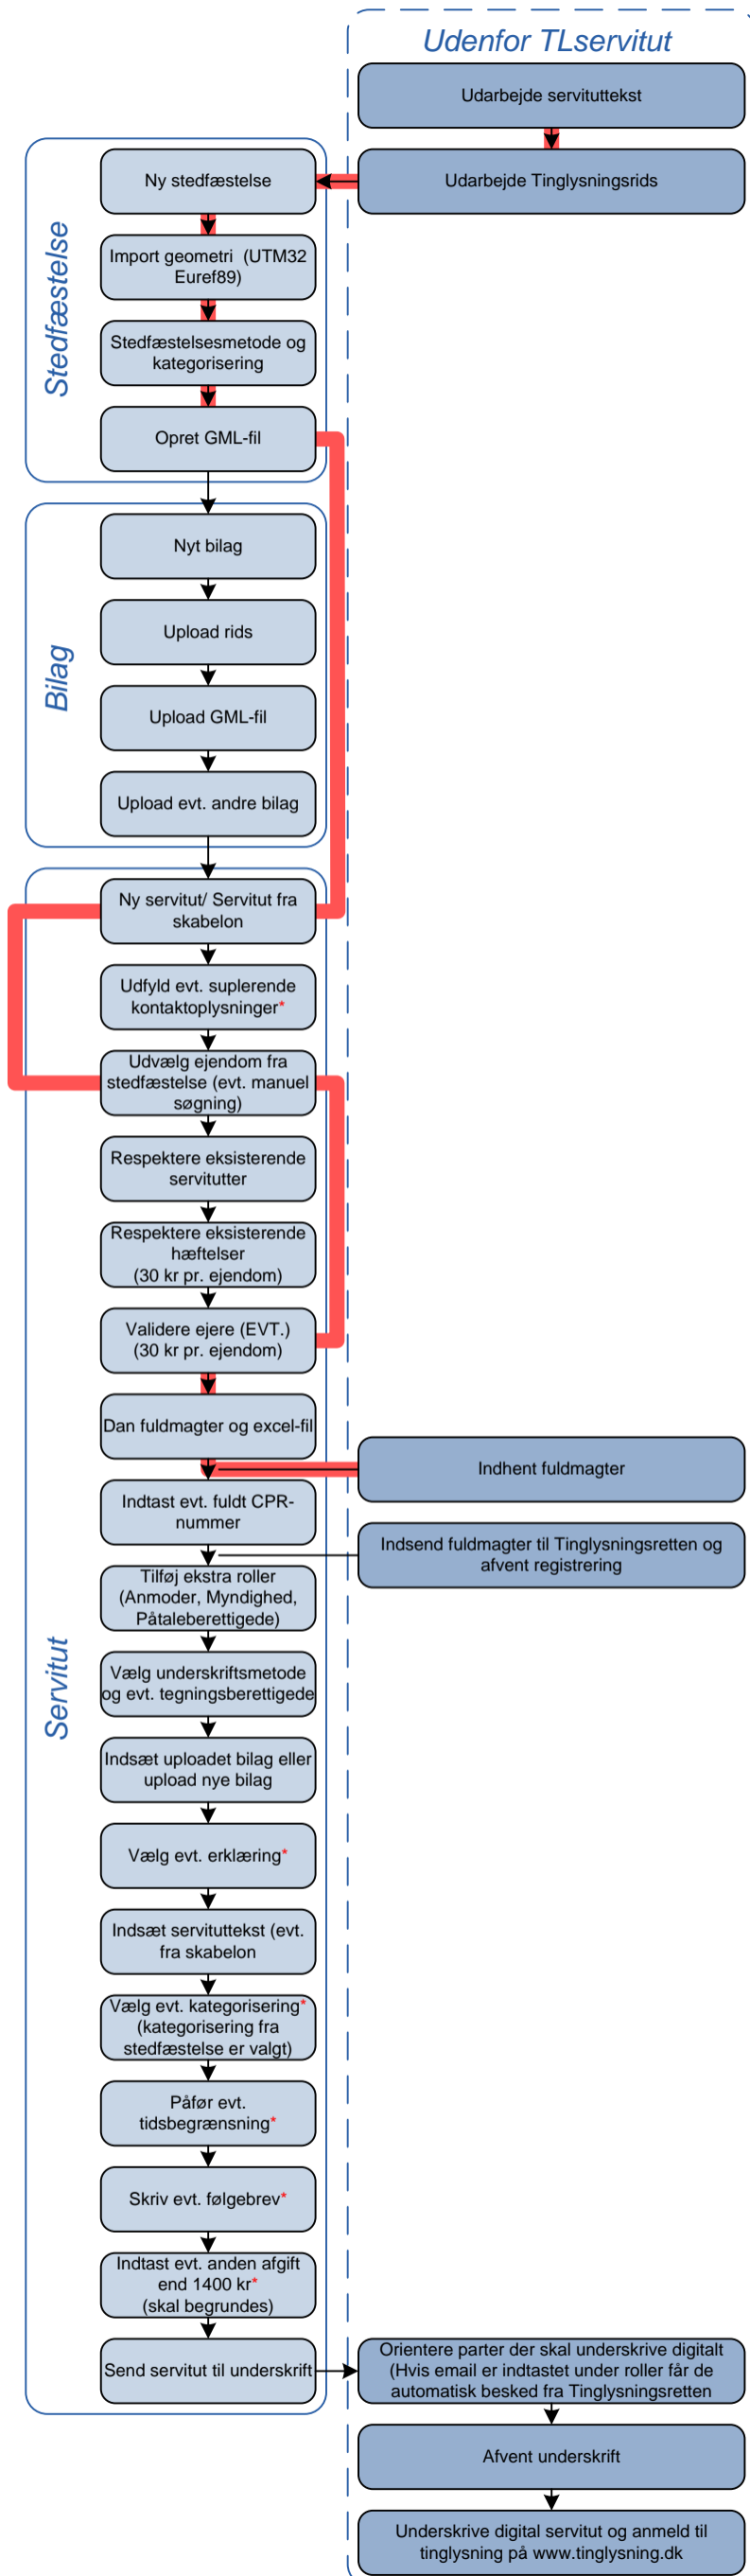 Udenfor TLservitut
Udarbejde servituttekst
Udarbejde Tinglysningsrids
Stedfæstelse
Ny stedfæstelse
Import geometri  (UTM32
Euref89)
Stedfæstelsesmetode og
kategorisering
Opret GML-fil
Bilag
Nyt bilag
Upload rids
Upload GML-fil
Upload evt. andre bilag
Servitut
Ny servitut/ Servitut fra
skabelon
Udfyld evt. suplerende
kontaktoplysninger*
Udvælg ejendom fra
stedfæstelse (evt. manuel
søgning)
Respektere eksisterende
servitutter
Respektere eksisterende
hæftelser
(30 kr pr. ejendom)
Validere ejere (EVT.)
(30 kr pr. ejendom)
Dan fuldmagter og excel-fil
Indhent fuldmagter
Indtast evt. fuldt CPR-
nummer
Indsend fuldmagter til Tinglysningsretten og
afvent registrering
Tilføj ekstra roller
(Anmoder, Myndighed,
Påtaleberettigede)
Vælg underskriftsmetode
og evt. tegningsberettigede
Indsæt uploadet bilag eller
upload nye bilag
Vælg evt. erklæring*
Indsæt servituttekst (evt.
fra skabelon
Vælg evt. kategorisering*
(kategorisering fra
stedfæstelse er valgt)
Påfør evt.
tidsbegrænsning*
Skriv evt. følgebrev*
Indtast evt. anden afgift
end 1400 kr*
(skal begrundes)
Send servitut til underskrift
Orientere parter der skal underskrive digitalt
(Hvis email er indtastet under roller får de
automatisk besked fra Tinglysningsretten
Afvent underskrift
Underskrive digital servitut og anmeld til
tinglysning på www.tinglysning.dk